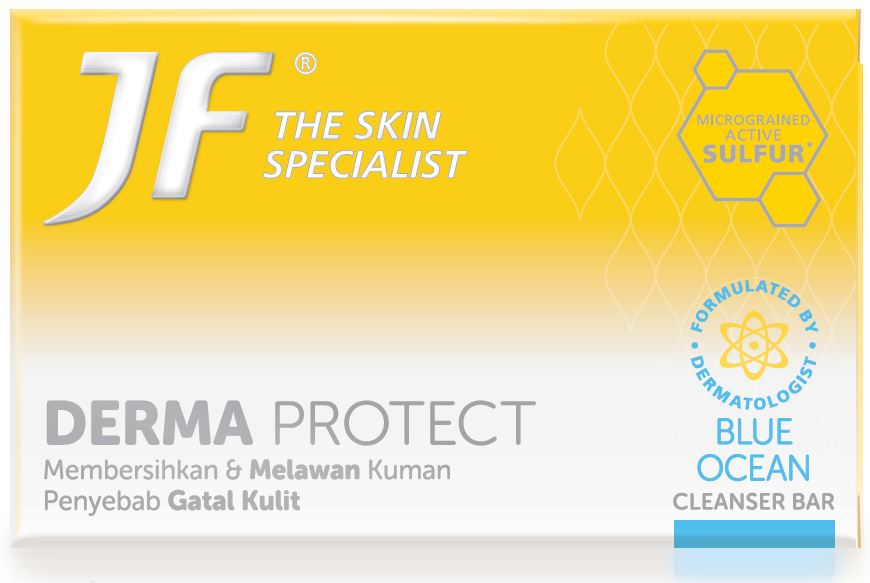 JF ®
THE SKIN
SPECIALIST
MICROGRAINED
ACTIVE
SULFUR*
• FORMULATED BY •
DERMATOLOGIST
DERMA PROTECT
Membersihkan & Melawan Kuman
Penyebab Gatal Kulit
BLUE
OCEAN
CLEANSER BAR